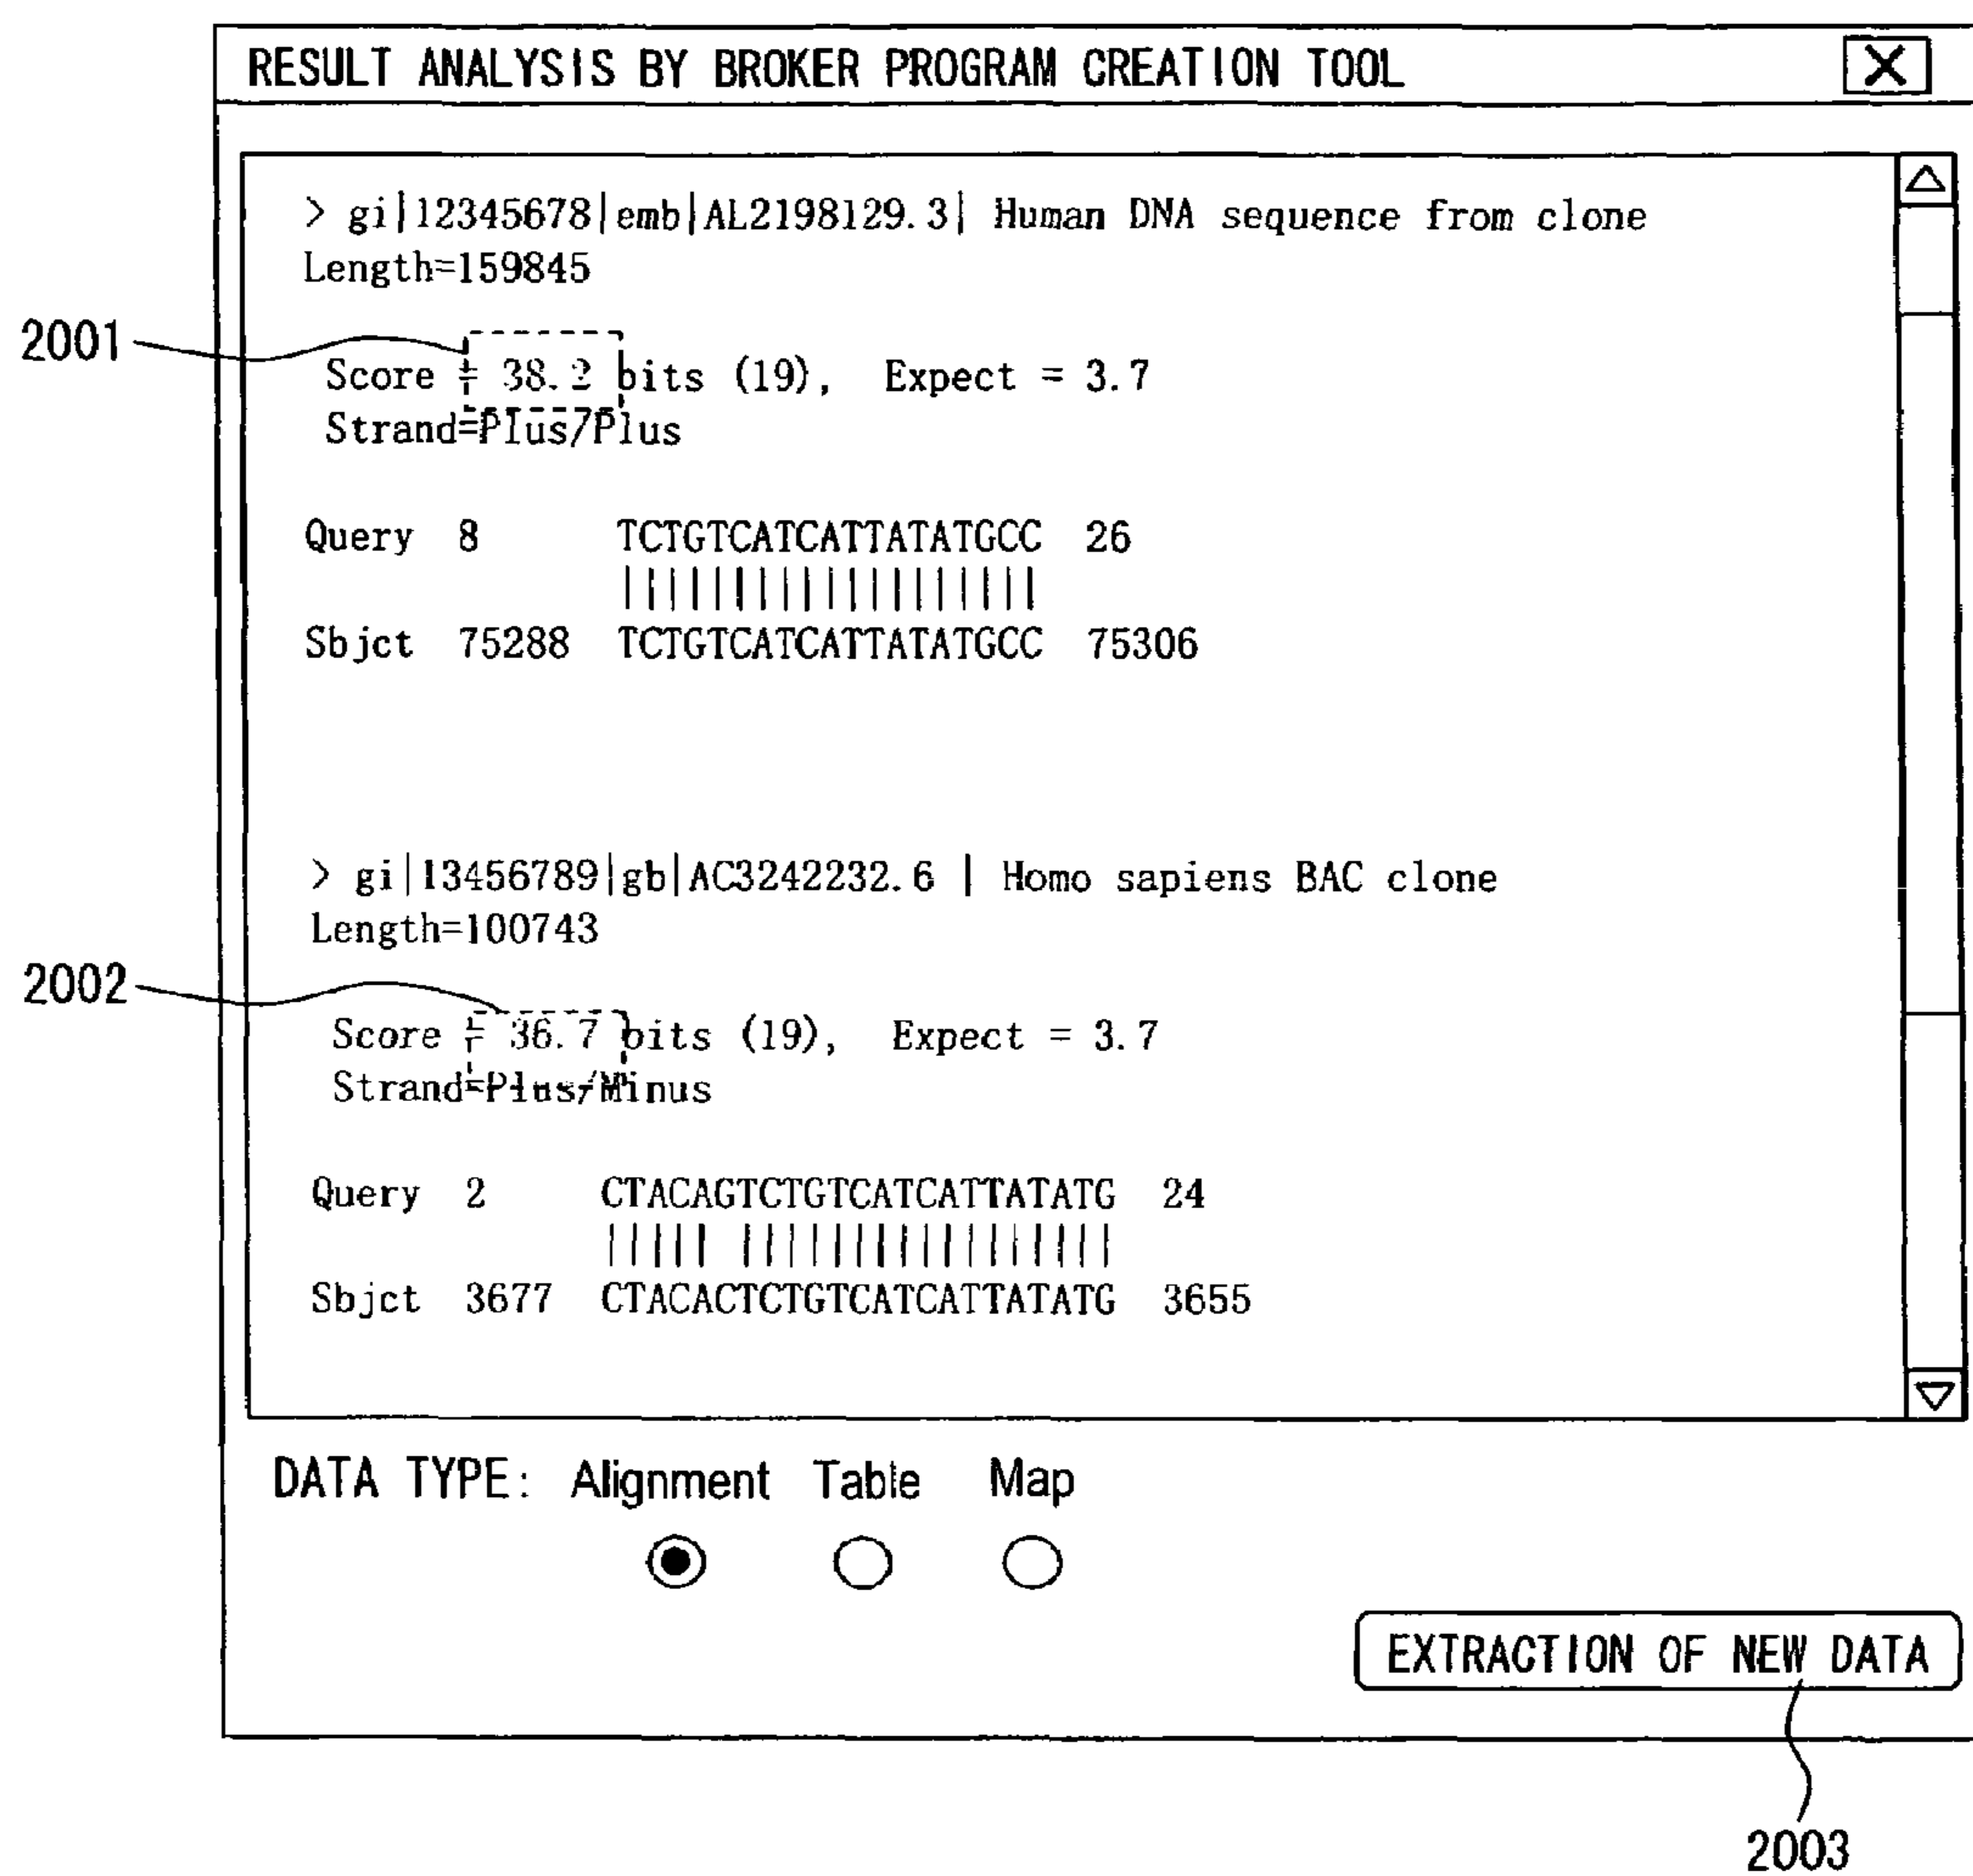 RESULT ANALYSIS BY BROKER PROGRAM CREATION TOOL X
> gi|12345678|emb|AL2198129.3| Human DNA sequence from clone
Length=159845
2001
Score = 38.2 bits (19), Expect = 3.7
Strand=Plus/Plus
Query 8 TCTGTCATCATTATATGCC 26
|||||||||||||||||||
Sbjct 75288 TCTGTCATCATTATATGCC 75306
> gi|13456789|gb|AC3242232.6 | Homo sapiens BAC clone
Length=100743
2002
Score = 36.7 bits (19), Expect = 3.7
Strand=Plus/Minus
Query 2 CTACAGTCTGTCATCATTATATG 24
||||| |||||||||||||||||
Sbjct 3677 CTACACTCTGTCATCATTATATG 3655
DATA TYPE: Alignment Table Map
EXTRACTION OF NEW DATA
2003